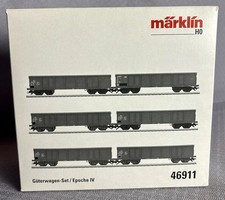 märklin
H0
Güterwagen-Set / Epoche IV
46911